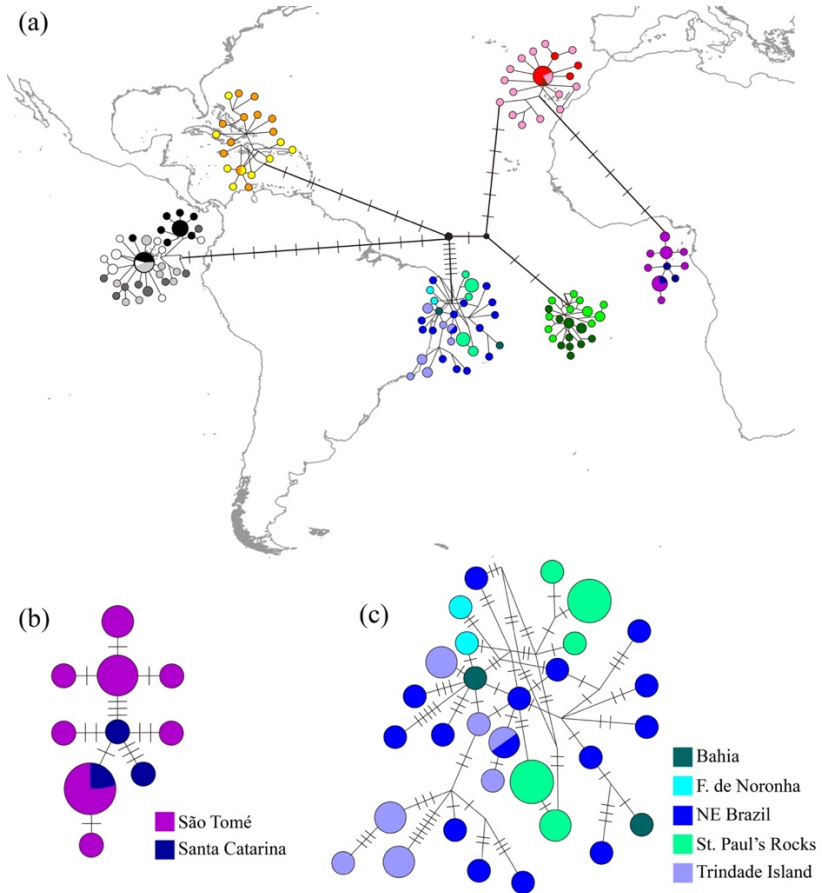 (a)
(b)
São Tomé
Santa Catarina
(c)
Bahia
F. de Noronha
NE Brazil
St. Paul's Rocks
Trindade Island